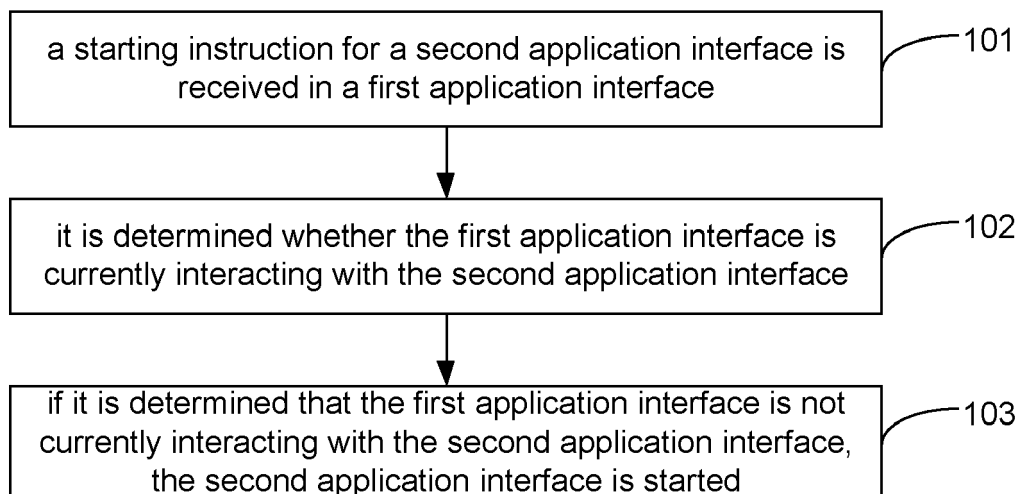 a starting instruction for a second application interface is
received in a first application interface
101
it is determined whether the first application interface is
currently interacting with the second application interface
102
if it is determined that the first application interface is not
currently interacting with the second application interface,
the second application interface is started
103